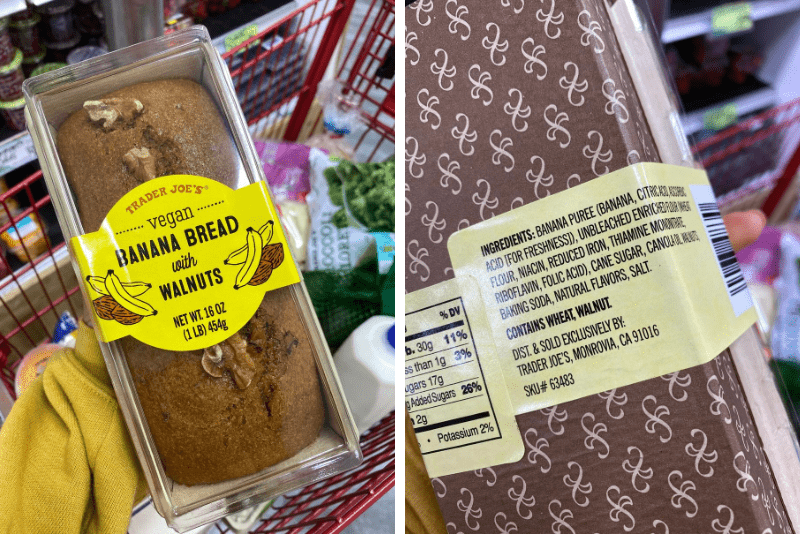 TRADER JOE'S®
vegan
BANANA BREAD
with
WALNUTS
NET WT. 16 OZ
(1 LB) 454g
INGREDIENTS: BANANA PUREE (BANANA, CITRIC ACID, ASCORBIC
ACID [FOR FRESHNESS]), UNBLEACHED ENRICHED FLOUR (WHEAT
FLOUR, NIACIN, REDUCED IRON, THIAMINE MONONITRATE,
RIBOFLAVIN, FOLIC ACID), CANE SUGAR, CANOLA OIL, WALNUTS,
BAKING SODA, NATURAL FLAVORS, SALT.
CONTAINS WHEAT, WALNUT.
DIST. & SOLD EXCLUSIVELY BY:
TRADER JOE'S, MONROVIA, CA 91016
SKU# 63483
% DV
b. 30g 11%
ss than 1g 3%
ugars 17g
g Added Sugars 26%
2g
• Potassium 2%